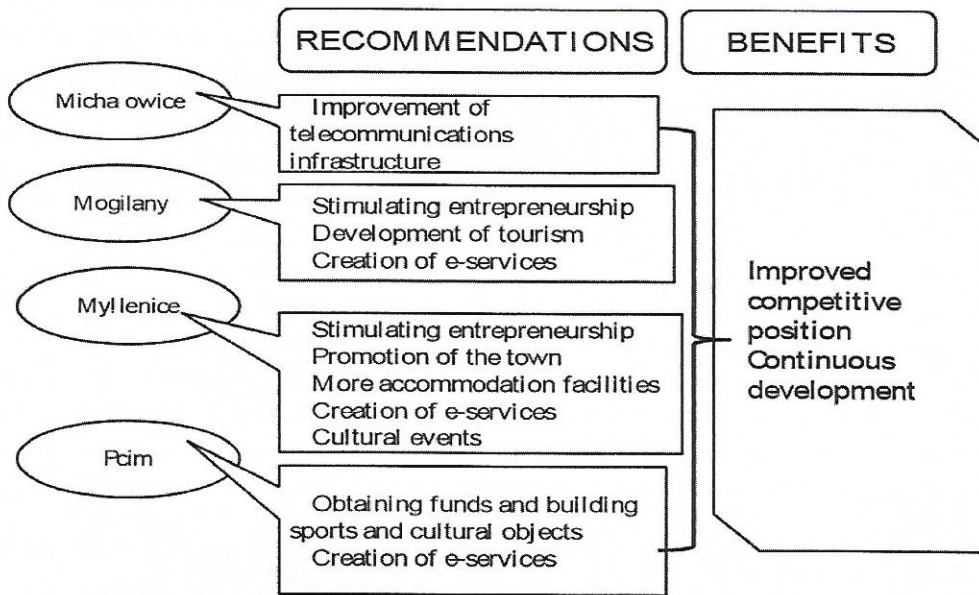 RECOMMENDATIONS
BENEFITS
Micha owice
Improvement of
telecommunications
infrastructure
Mogilany
Stimulating entrepreneurship
Development of tourism
Creation of e-services
Myl lenice
Stimulating entrepreneurship
Promotion of the town
More accommodation facilities
Creation of e-services
Cultural events
Pcim
Obtaining funds and building
sports and cultural objects
Creation of e-services
Improved
competitive
position
Continuous
development